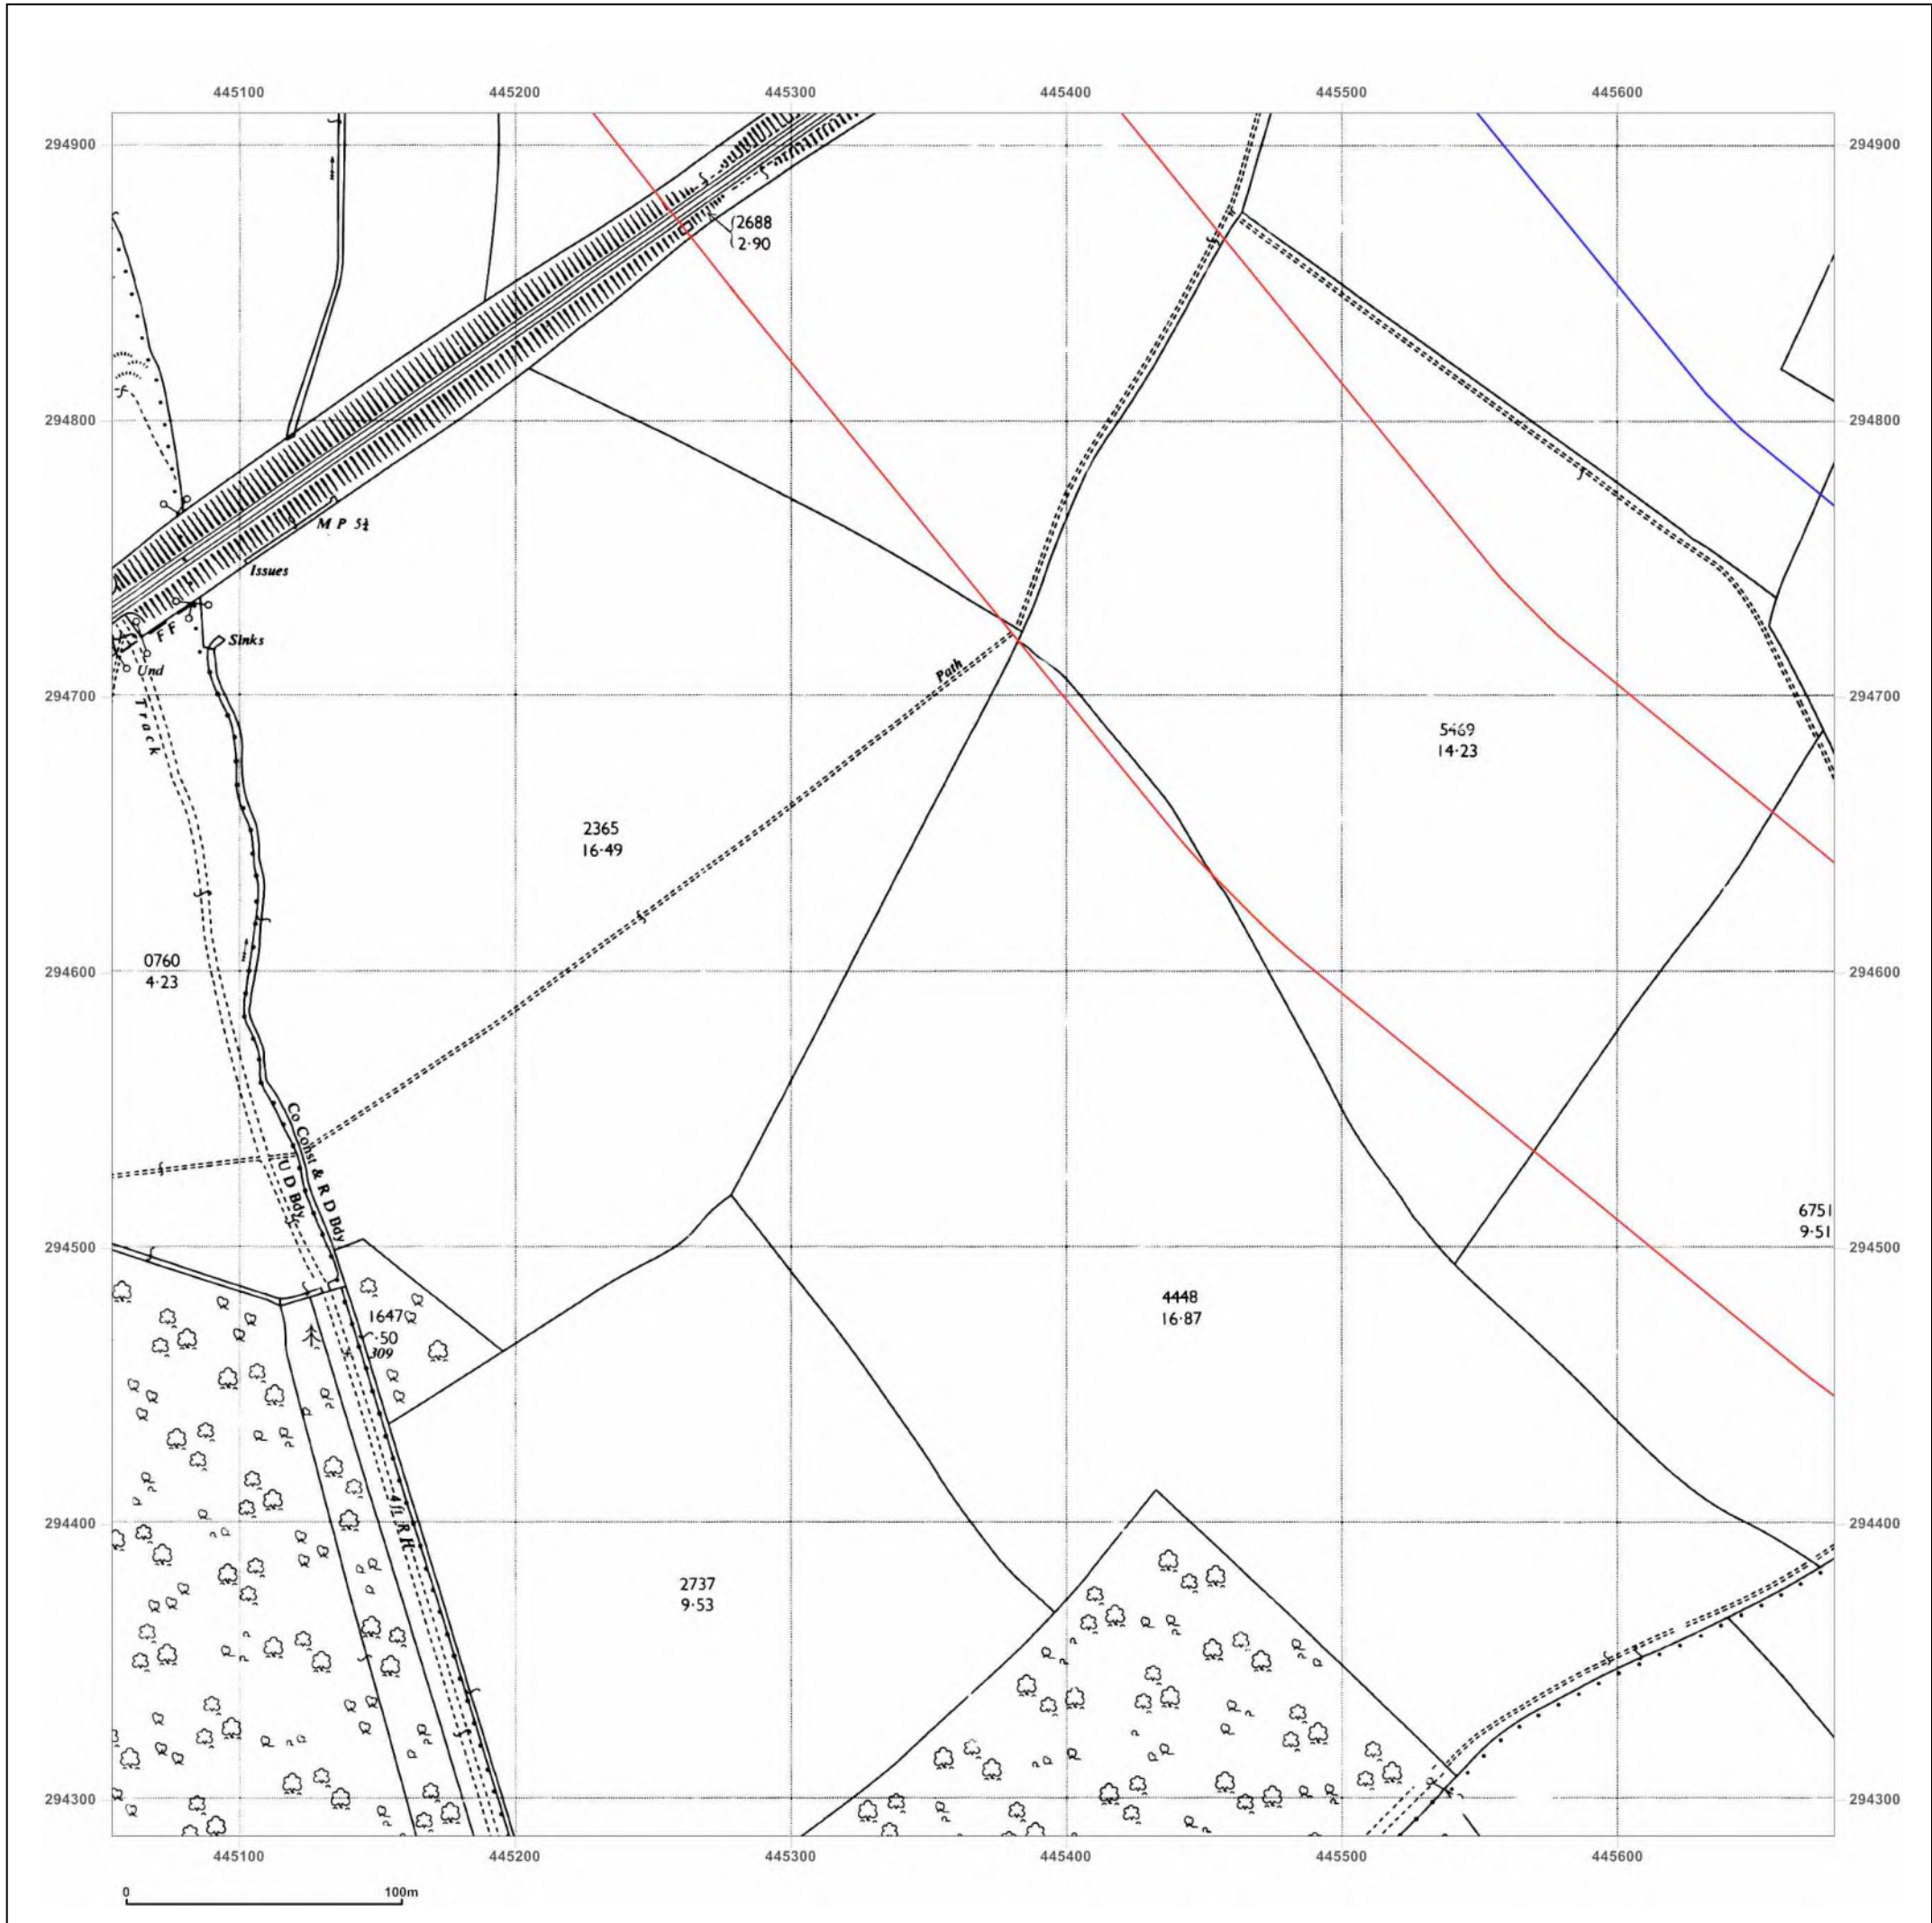 445100 445200 445300 445400 445500 445600
294900 294900
2688
2·90
294800 294800
M P 5¾
Issues
F F
Sinks
Und
Path
294700 294700
Track
5469
14·23
2365
16·49
0760
4·23
294600 294600
Co Const & R D Bdy
U D Bdy
6751
9·51
294500 294500
4448
16·87
1647
·50
309
4ft R H
294400 294400
2737
9·53
294300 294300
445100 445200 445300 445400 445500 445600
0 100m